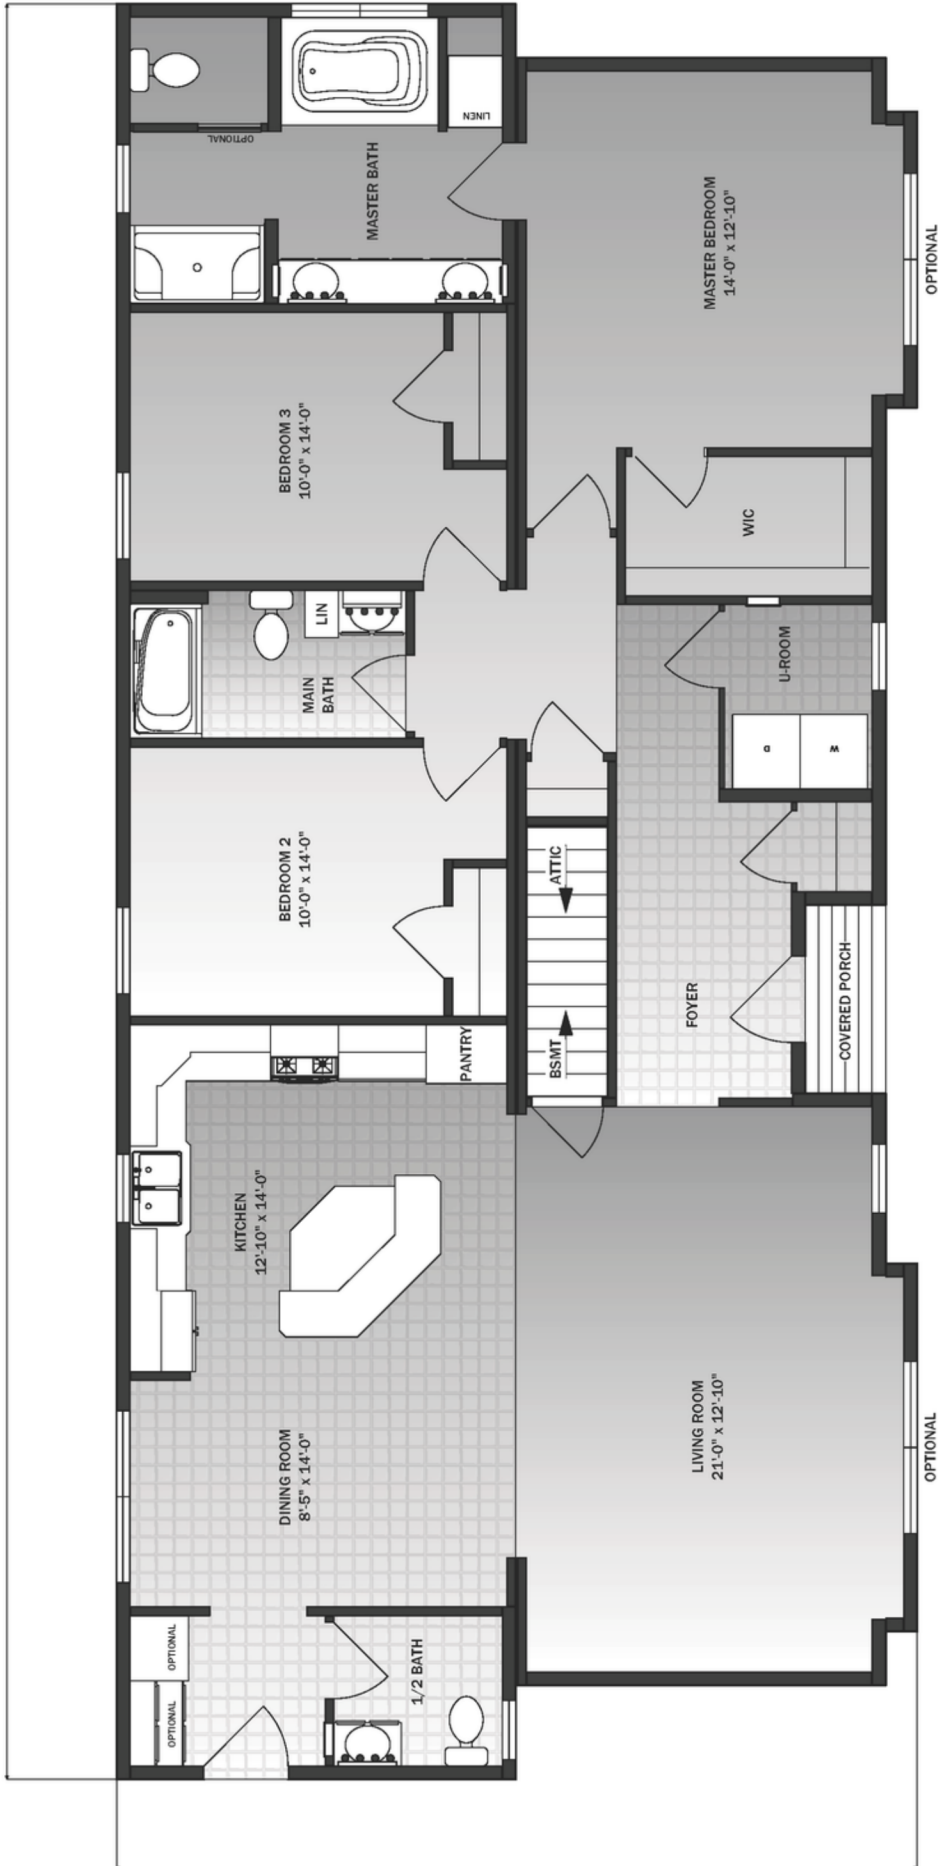 LINEN
OPTIONAL
MASTER BATH
MASTER BEDROOM
14'-0" x 12'-10"
OPTIONAL
BEDROOM 3
10'-0" x 14'-0"
WIC
LIN
MAIN
BATH
U-ROOM
D
W
BEDROOM 2
10'-0" x 14'-0"
ATTIC
BSMT
FOYER
COVERED PORCH
PANTRY
KITCHEN
12'-10" x 14'-0"
DINING ROOM
8'-5" x 14'-0"
LIVING ROOM
21'-0" x 12'-10"
OPTIONAL
OPTIONAL
OPTIONAL
1/2 BATH